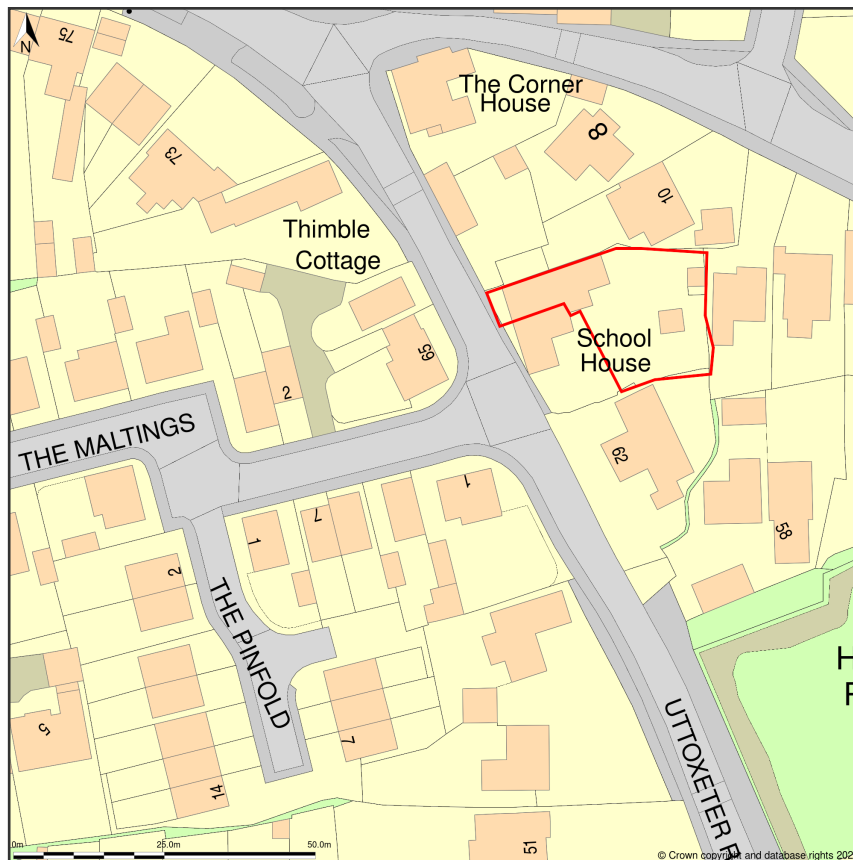 75
N
The Corner
House
8
73
10
Thimble
Cottage
School
House
65
2
THE MALTINGS
62
1
7
1
58
2
THE PINFOLD
H
F
UTTOXETER R
5
7
14
51
0m
25.0m
50.0m
© Crown copyright and database rights 202